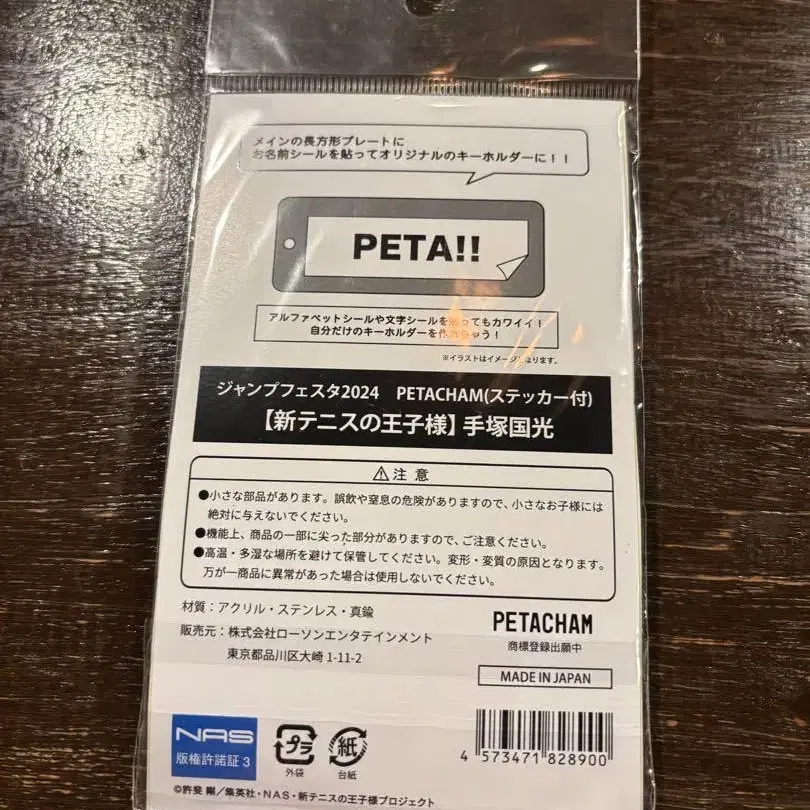 メインの長方形プレートに
お名前シールを貼ってオリジナルのキーホルダーに！！
PETA!!
アルファベットシールや文字シールを貼ってもカワイイ！
自分だけのキーホルダーを作れちゃう！
※イラストはイメージになります。
ジャンプフェスタ2024　PETACHAM(ステッカー付)
【新テニスの王子様】手塚国光
⚠注 意
●小さな部品があります。誤飲や窒息の危険がありますので、小さなお子様には
絶対に与えないでください。
●機能上、商品の一部に尖った部分がありますので、ご注意ください。
●高温・多湿な場所を避けて保管してください。変形・変質の原因となります。
万が一商品に異常があった場合は使用しないでください。
材質：アクリル・ステンレス・真鍮
販売元：株式会社ローソンエンタテインメント
東京都品川区大崎 1-11-2
PETACHAM
商標登録出願中
MADE IN JAPAN
NAS
版権許諾証 3
プラ
外袋
紙
台紙
4 573471 828900
©許斐 剛／集英社・NAS・新テニスの王子様プロジェクト